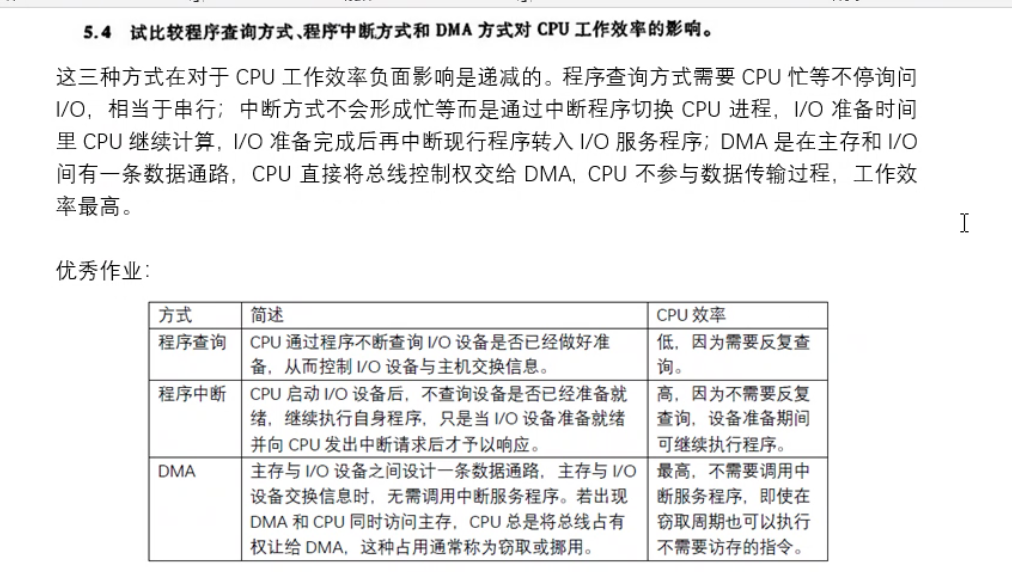 5.4 试比较程序查询方式、程序中断方式和 DMA 方式对 CPU 工作效率的影响。
这三种方式在对于 CPU 工作效率负面影响是递减的。程序查询方式需要 CPU 忙等不停询问
I/O，相当于串行；中断方式不会形成忙等而是通过中断程序切换 CPU 进程，I/O 准备时间
里 CPU 继续计算，I/O 准备完成后再中断现行程序转入 I/O 服务程序；DMA 是在主存和 I/O
间有一条数据通路，CPU 直接将总线控制权交给 DMA, CPU 不参与数据传输过程，工作效
率最高。
优秀作业：
方式 简述 CPU 效率
程序查询 CPU 通过程序不断查询 I/O 设备是否已经做好准 低，因为需要反复查
备，从而控制 I/O 设备与主机交换信息。 询。
程序中断 CPU 启动 I/O 设备后，不查询设备是否已经准备就 高，因为不需要反复
绪，继续执行自身程序，只是当 I/O 设备准备就绪 查询，设备准备期间
并向 CPU 发出中断请求后才予以响应。 可继续执行程序。
DMA 主存与 I/O 设备之间设计一条数据通路，主存与 I/O 最高，不需要调用中
设备交换信息时，无需调用中断服务程序。若出现 断服务程序，即使在
DMA 和 CPU 同时访问主存，CPU 总是将总线占有 窃取周期也可以执行
权让给 DMA，这种占用通常称为窃取或挪用。 不需要访存的指令。